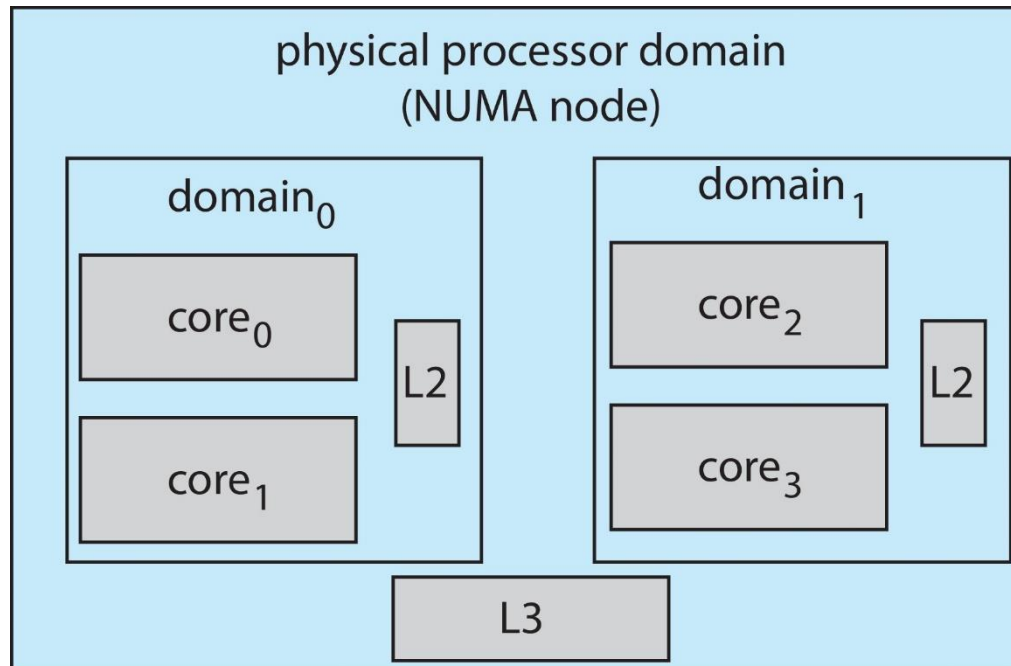 physical processor domain
(NUMA node)
domain₀
core₀
core₁
L2
domain₁
core₂
core₃
L2
L3